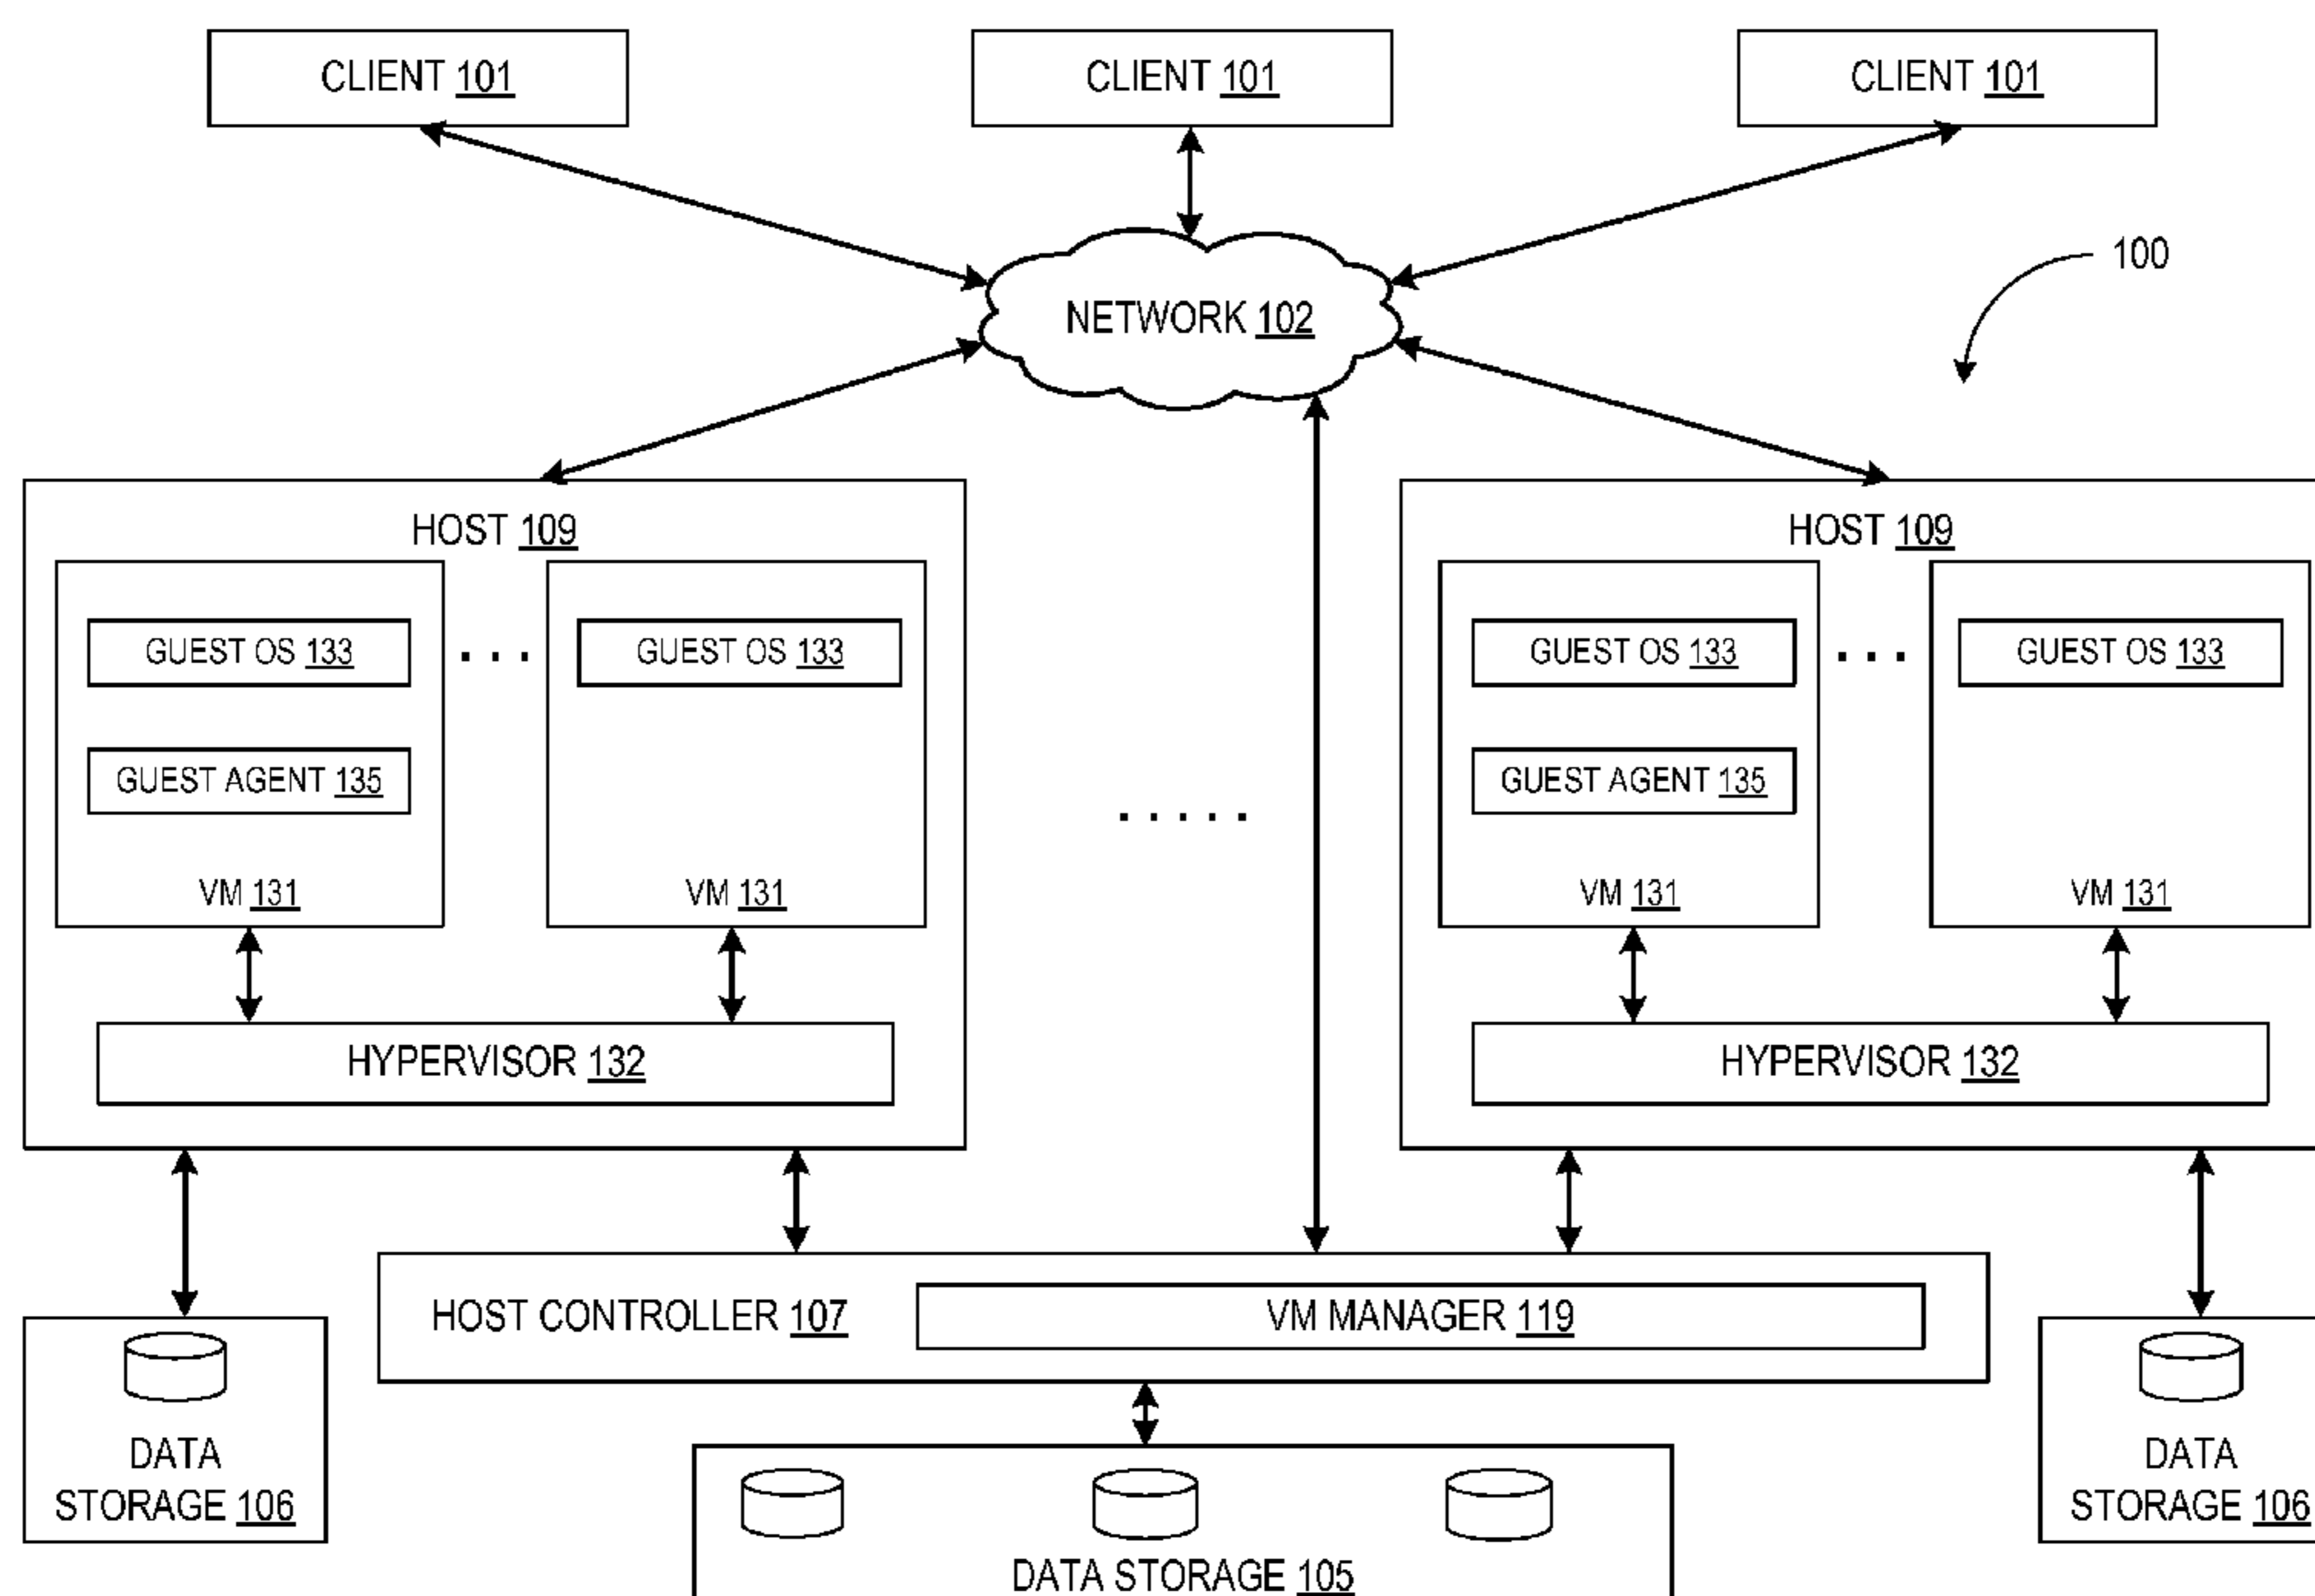 CLIENT 101
CLIENT 101
CLIENT 101
100
NETWORK 102
HOST 109
HOST 109
GUEST OS 133
. . .
GUEST OS 133
GUEST OS 133
. . .
GUEST OS 133
GUEST AGENT 135
GUEST AGENT 135
. . . . .
VM 131
VM 131
VM 131
VM 131
HYPERVISOR 132
HYPERVISOR 132
HOST CONTROLLER 107
VM MANAGER 119
DATA
STORAGE 106
DATA
STORAGE 106
DATA STORAGE 105